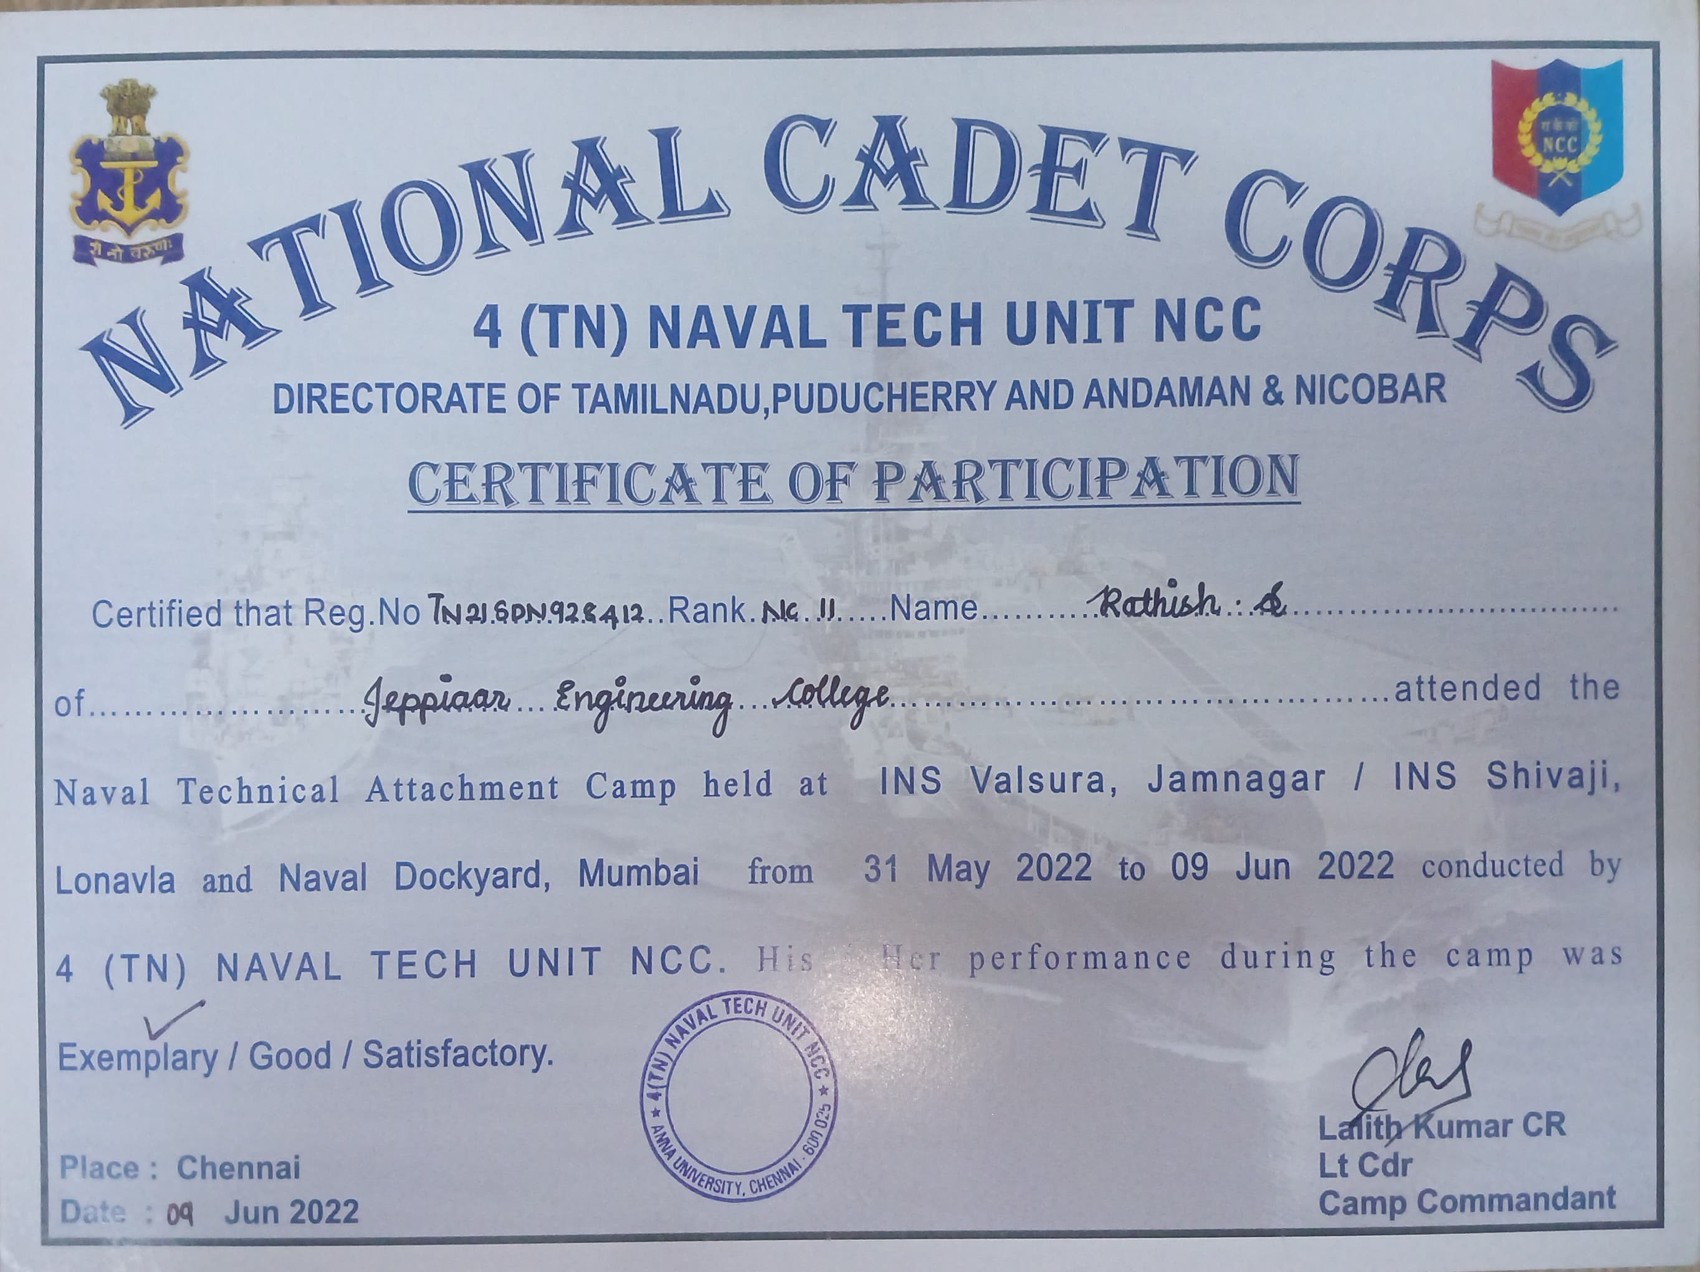 NATIONAL CADET CORPS
रा के को
NCC
शं नो वरुणः
4 (TN) NAVAL TECH UNIT NCC
DIRECTORATE OF TAMILNADU,PUDUCHERRY AND ANDAMAN & NICOBAR
CERTIFICATE OF PARTICIPATION
Certified that Reg.No TN21SDN928412..Rank.Nc.II.....Name..........Rathish.: S..............................
of........................Jeppiaar...Engineering...College.............................................attended the
Naval Technical Attachment Camp held at INS Valsura, Jamnagar / INS Shivaji,
Lonavla and Naval Dockyard, Mumbai from 31 May 2022 to 09 Jun 2022 conducted by
4 (TN) NAVAL TECH UNIT NCC. His Her performance during the camp was
Exemplary / Good / Satisfactory.
★ 4(TN) NAVAL TECH UNIT NCC ★
ANNA UNIVERSITY, CHENNAI - 600 025
Lalith Kumar CR
Lt Cdr
Camp Commandant
Place : Chennai
Date : 09 Jun 2022